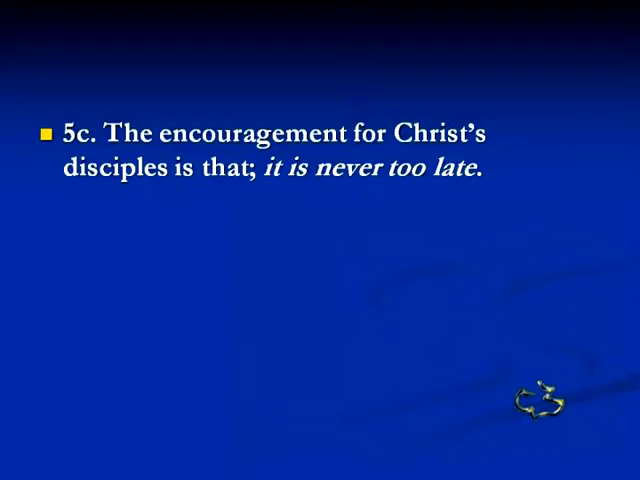 5c. The encouragement for Christ's
disciples is that; it is never too late.